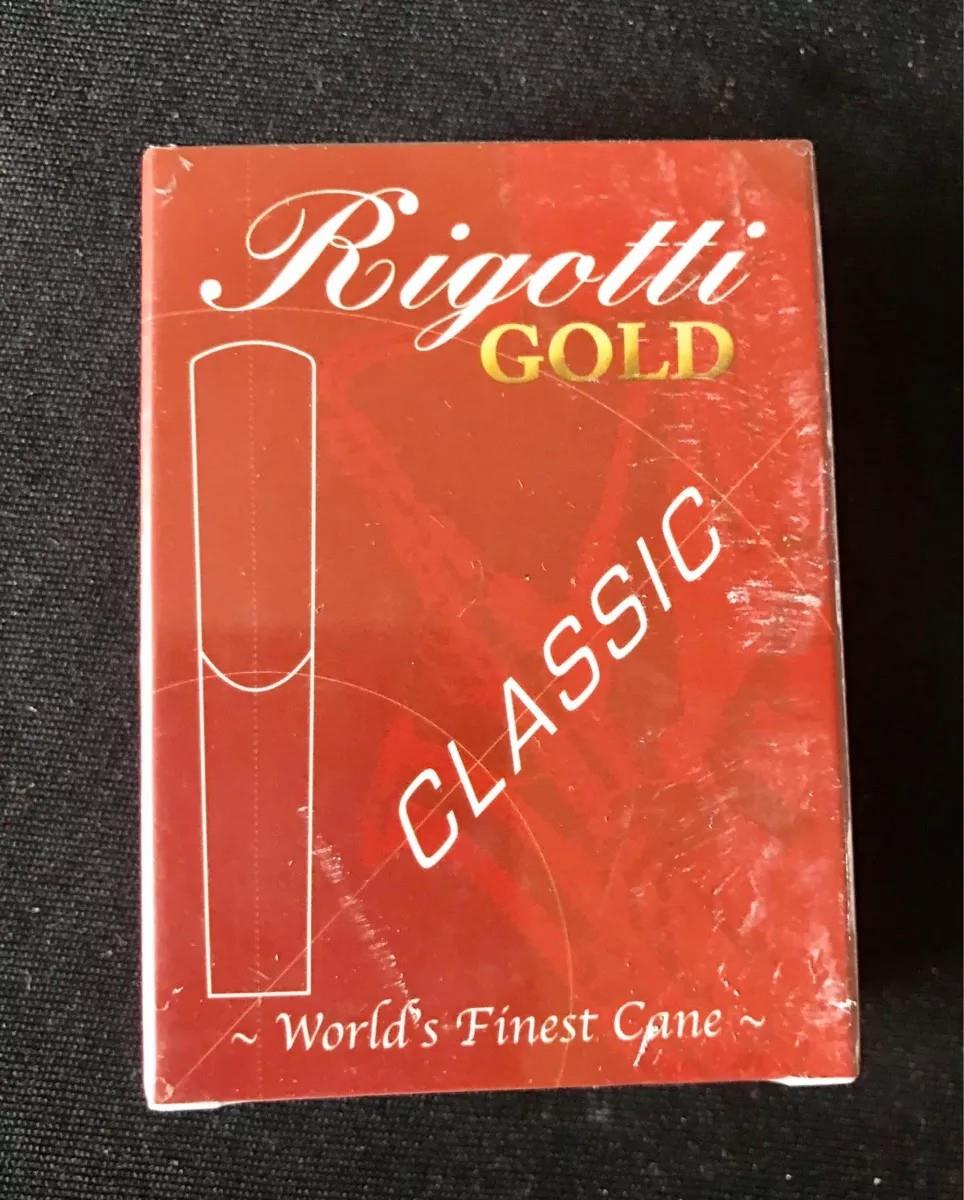 Rigotti
GOLD
CLASSIC
~ World's Finest Cane ~